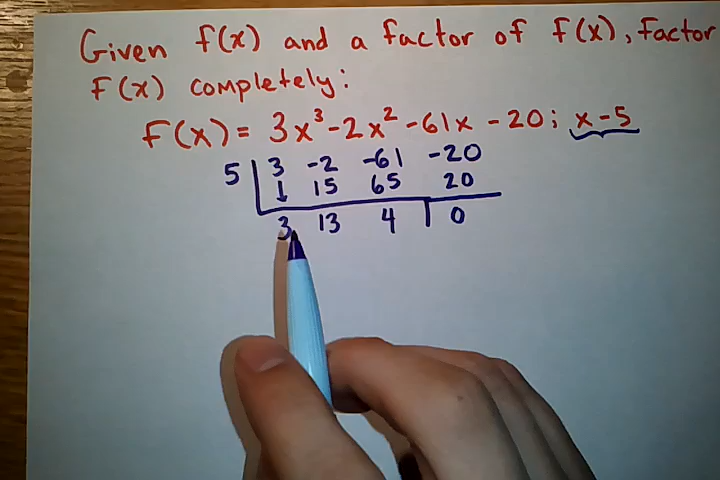 Given f(x) and a factor of f(x), factor
f(x) completely:
f(x) = 3x³-2x²-61x-20; x-5
5 3 -2 -61 -20
↓ 15 65 20
3 13 4 0